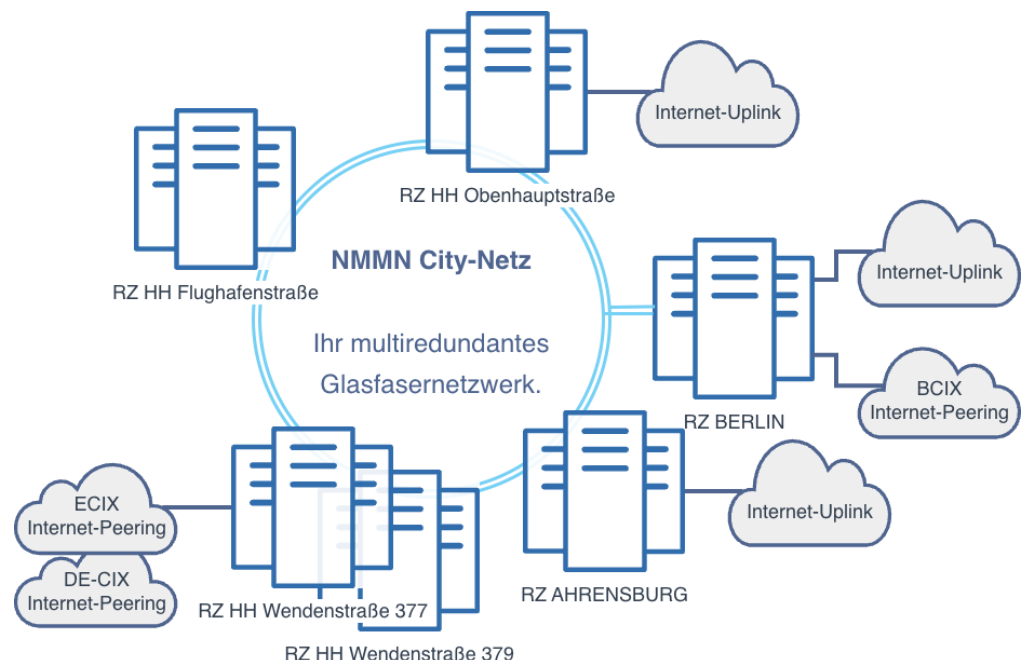 Internet-Uplink
RZ HH Obenhauptstraße
NMMN City-Netz
Internet-Uplink
RZ HH Flughafenstraße
Ihr multiredundantes
Glasfasernetzwerk.
BCIX
Internet-Peering
RZ BERLIN
ECIX
Internet-Peering
Internet-Uplink
DE-CIX
Internet-Peering
RZ AHRENSBURG
RZ HH Wendenstraße 377
RZ HH Wendenstraße 379